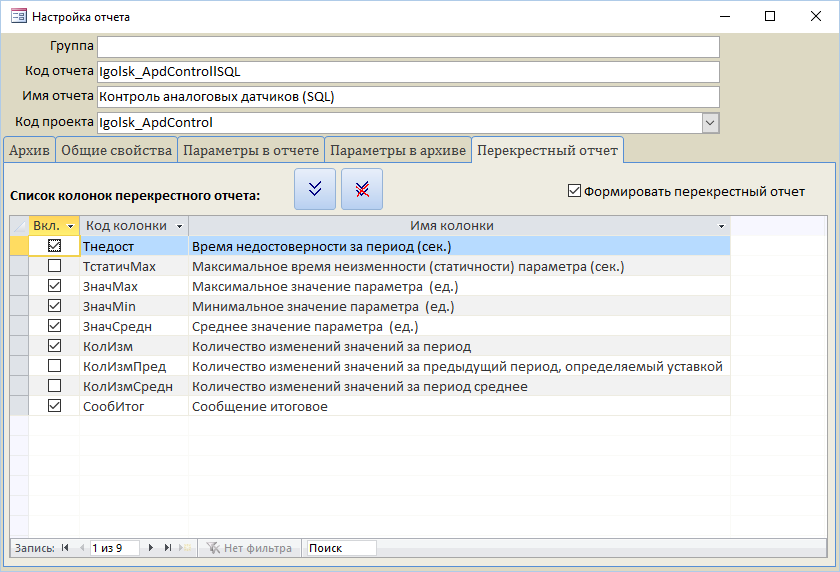 Настройка отчета
Группа
Код отчета Igolsk_ApdControllSQL
Имя отчета Контроль аналоговых датчиков (SQL)
Код проекта Igolsk_ApdControl
Архив Общие свойства Параметры в отчете Параметры в архиве Перекрестный отчет
Список колонок перекрестного отчета: Формировать перекрестный отчет
Вкл. Код колонки Имя колонки
Тнедост Время недостоверности за период (сек.)
ТстатичMax Максимальное время неизменности (статичности) параметра (сек.)
ЗначMax Максимальное значение параметра (ед.)
ЗначMin Минимальное значение параметра (ед.)
ЗначСредн Среднее значение параметра (ед.)
КолИзм Количество изменений значений за период
КолИзмПред Количество изменений значений за предыдущий период, определяемый уставкой
КолИзмСредн Количество изменений значений за период среднее
СообИтог Сообщение итоговое
Запись: 1 из 9 Нет фильтра Поиск